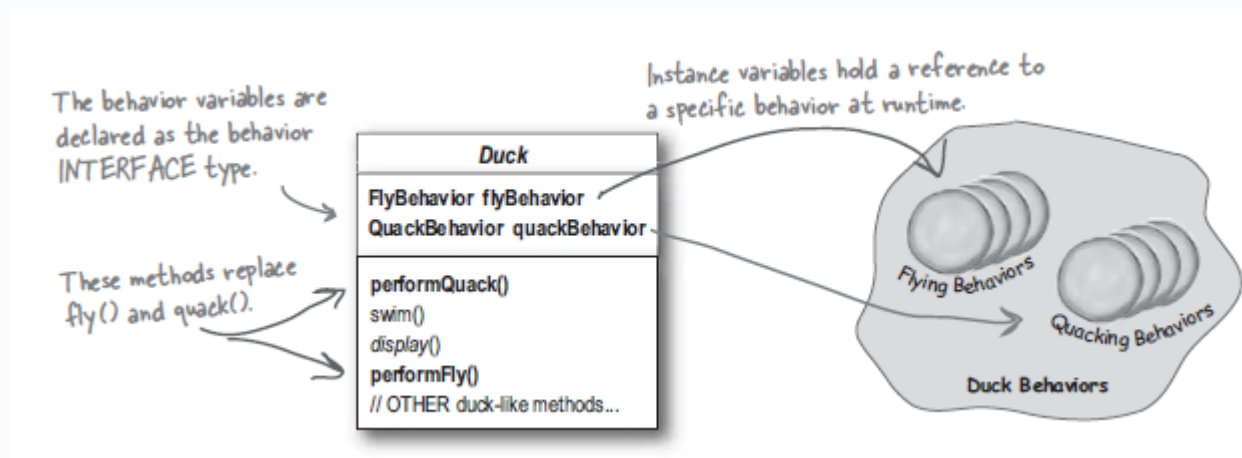 The behavior variables are
declared as the behavior
INTERFACE type.
Instance variables hold a reference to
a specific behavior at runtime.
Duck
FlyBehavior flyBehavior
QuackBehavior quackBehavior
These methods replace
fly() and quack().
performQuack()
swim()
display()
performFly()
// OTHER duck-like methods...
Flying Behaviors
Quacking Behaviors
Duck Behaviors